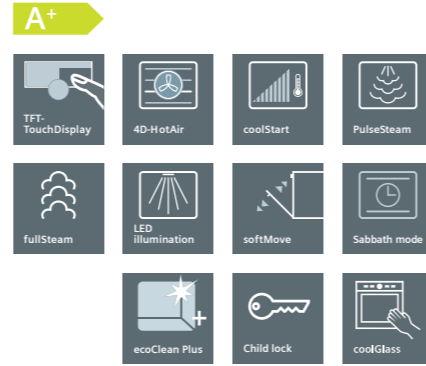 A+
TFT-
TouchDisplay
4D-HotAir
coolStart
PulseSteam
fullSteam
LED
illumination
softMove
Sabbath mode
ecoClean Plus
Child lock
coolGlass